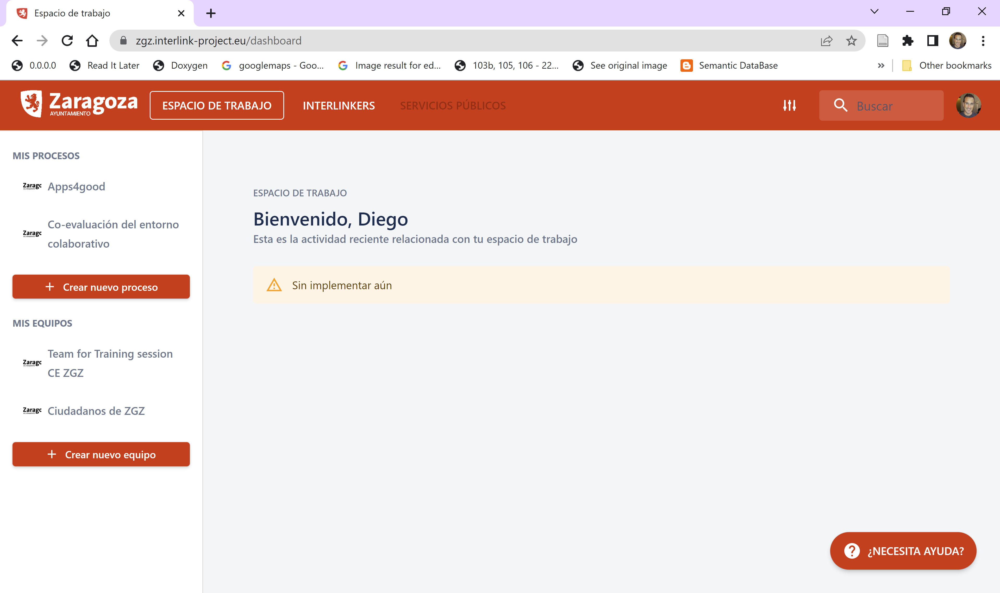 Espacio de trabajo
zgz.interlink-project.eu/dashboard
0.0.0.0
Read It Later
Doxygen
googlemaps - Goo...
Image result for ed...
103b, 105, 106 - 22...
See original image
Semantic DataBase
»
Other bookmarks
Zaragoza
AYUNTAMIENTO
ESPACIO DE TRABAJO
INTERLINKERS
SERVICIOS PÚBLICOS
Buscar
MIS PROCESOS
Zaragc
Apps4good
Zaragc
Co-evaluación del entorno
colaborativo
+ Crear nuevo proceso
MIS EQUIPOS
Zaragc
Team for Training session
CE ZGZ
Zaragc
Ciudadanos de ZGZ
+ Crear nuevo equipo
ESPACIO DE TRABAJO
Bienvenido, Diego
Esta es la actividad reciente relacionada con tu espacio de trabajo
Sin implementar aún
¿NECESITA AYUDA?